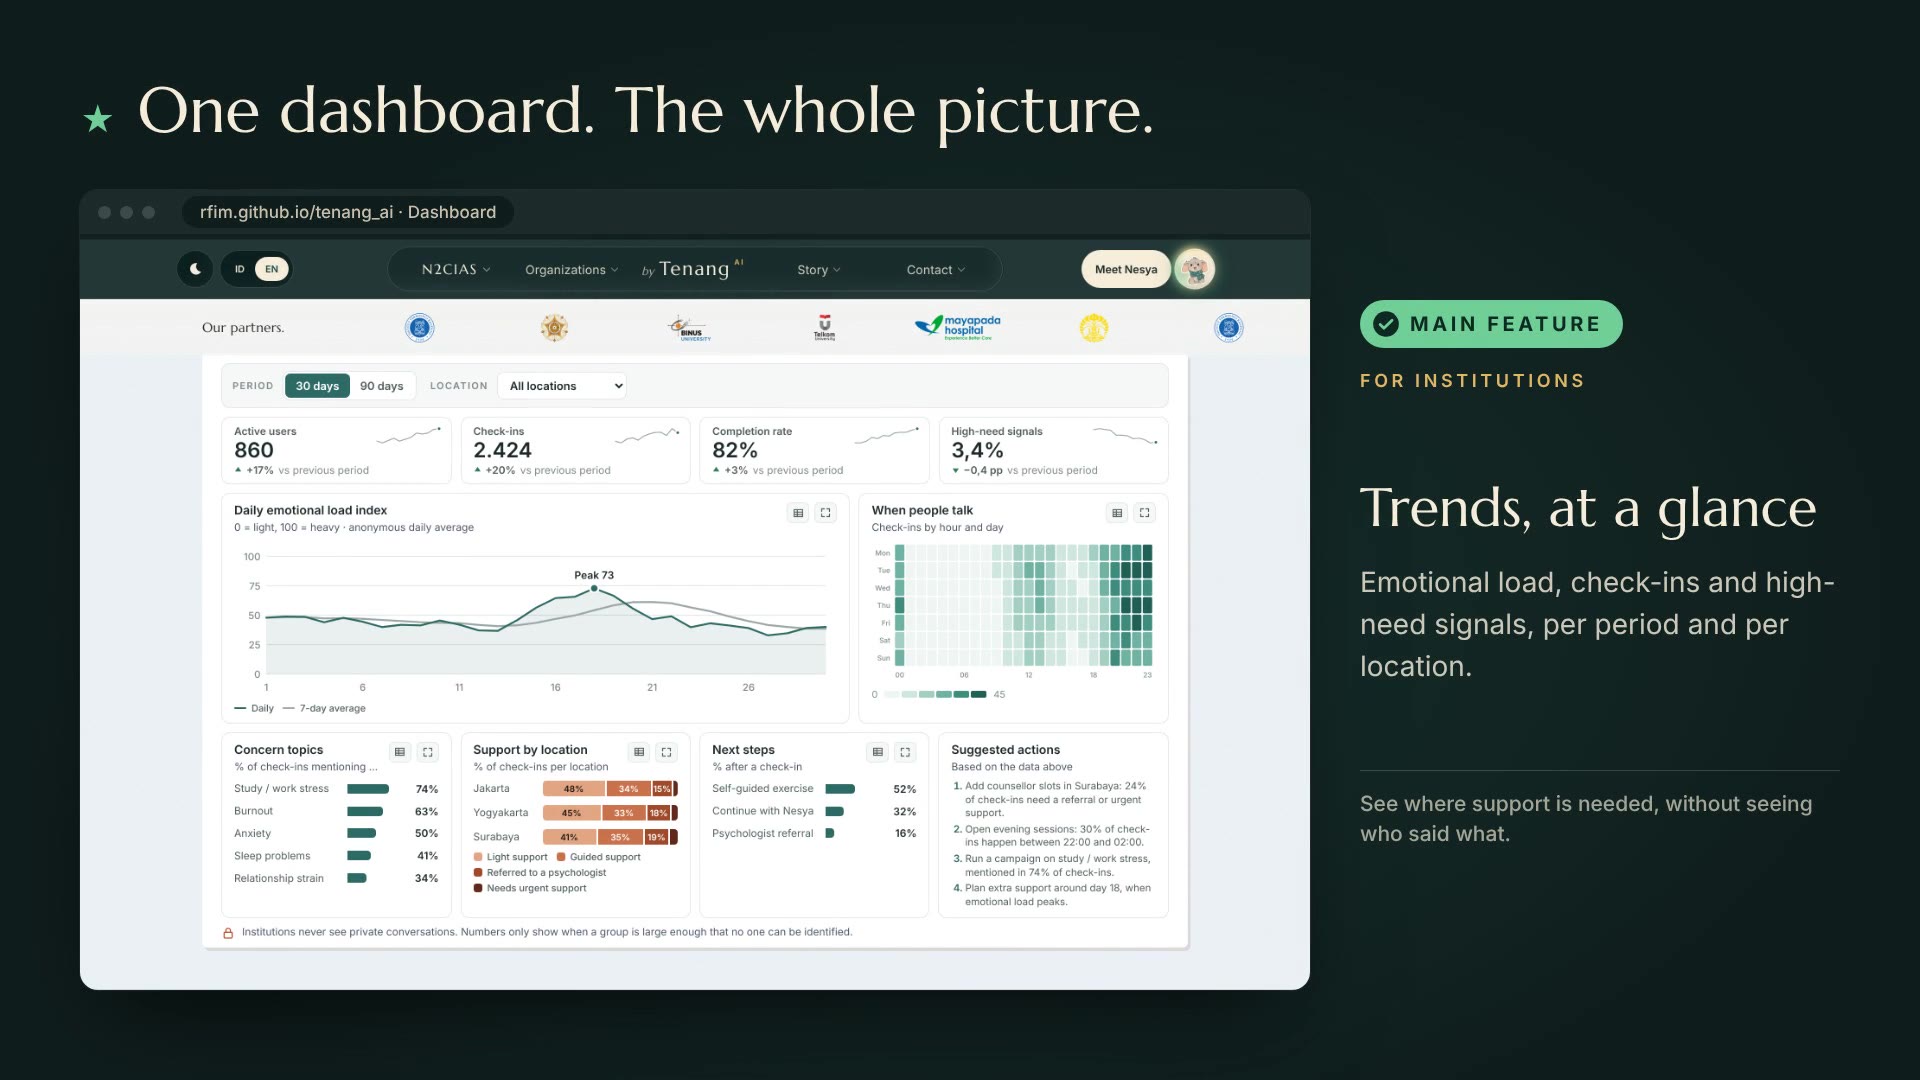 ★ One dashboard. The whole picture.
rfim.github.io/tenang_ai · Dashboard
ID EN
N2CIAS
Organizations
by Tenang AI
Story
Contact
Meet Nesya
Our partners.
BINUS UNIVERSITY
Telkom University
mayapada hospital
Experience Better Care
PERIOD 30 days 90 days LOCATION All locations
Active users
860
+17% vs previous period
Check-ins
2.424
+20% vs previous period
Completion rate
82%
+3% vs previous period
High-need signals
3,4%
−0,4 pp vs previous period
Daily emotional load index
0 = light, 100 = heavy · anonymous daily average
100
75
50
25
0
Peak 73
1 6 11 16 21 26
Daily 7-day average
When people talk
Check-ins by hour and day
Mon
Tue
Wed
Thu
Fri
Sat
Sun
00 06 12 18 23
0 45
Concern topics
% of check-ins mentioning ...
Study / work stress 74%
Burnout 63%
Anxiety 50%
Sleep problems 41%
Relationship strain 34%
Support by location
% of check-ins per location
Jakarta 48% 34% 15%
Yogyakarta 45% 33% 18%
Surabaya 41% 35% 19%
Light support Guided support
Referred to a psychologist
Needs urgent support
Next steps
% after a check-in
Self-guided exercise 52%
Continue with Nesya 32%
Psychologist referral 16%
Suggested actions
Based on the data above
1. Add counsellor slots in Surabaya: 24%
of check-ins need a referral or urgent
support.
2. Open evening sessions: 30% of check-
ins happen between 22:00 and 02:00.
3. Run a campaign on study / work stress,
mentioned in 74% of check-ins.
4. Plan extra support around day 18, when
emotional load peaks.
Institutions never see private conversations. Numbers only show when a group is large enough that no one can be identified.
MAIN FEATURE
FOR INSTITUTIONS
Trends, at a glance
Emotional load, check-ins and high-
need signals, per period and per
location.
See where support is needed, without seeing
who said what.